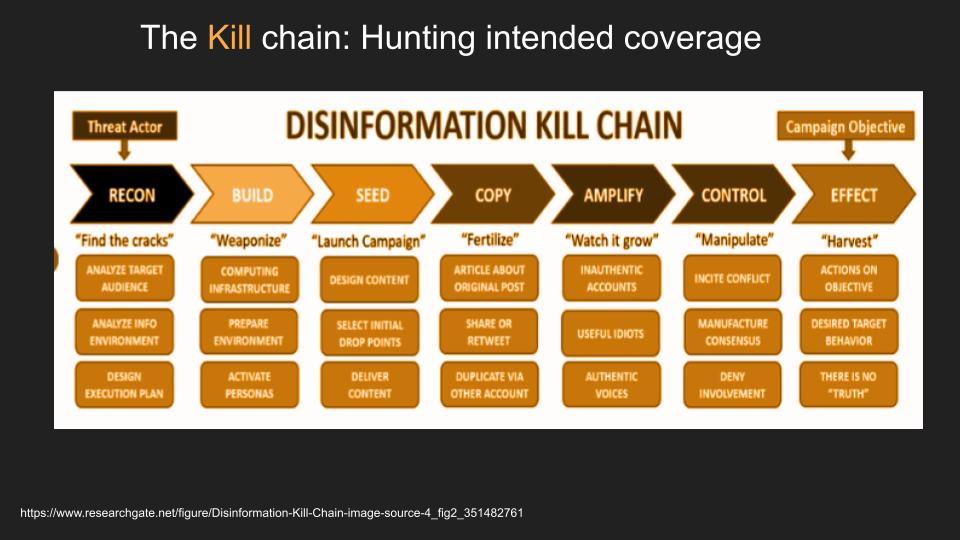 The Kill chain: Hunting intended coverage
DISINFORMATION KILL CHAIN
Threat Actor
Campaign Objective
RECON
BUILD
SEED
COPY
AMPLIFY
CONTROL
EFFECT
“Find the cracks”
“Weaponize”
“Launch Campaign”
“Fertilize”
“Watch it grow”
“Manipulate”
“Harvest”
ANALYZE TARGET
AUDIENCE
COMPUTING
INFRASTRUCTURE
DESIGN CONTENT
ARTICLE ABOUT
ORIGINAL POST
INAUTHENTIC
ACCOUNTS
INCITE CONFLICT
ACTIONS ON
OBJECTIVE
ANALYZE INFO
ENVIRONMENT
PREPARE
ENVIRONMENT
SELECT INITIAL
DROP POINTS
SHARE OR
RETWEET
USEFUL IDIOTS
MANUFACTURE
CONSENSUS
DESIRED TARGET
BEHAVIOR
DESIGN
EXECUTION PLAN
ACTIVATE
PERSONAS
DELIVER
CONTENT
DUPLICATE VIA
OTHER ACCOUNT
AUTHENTIC
VOICES
DENY
INVOLVEMENT
THERE IS NO
“TRUTH”
https://www.researchgate.net/figure/Disinformation-Kill-Chain-image-source-4_fig2_351482761